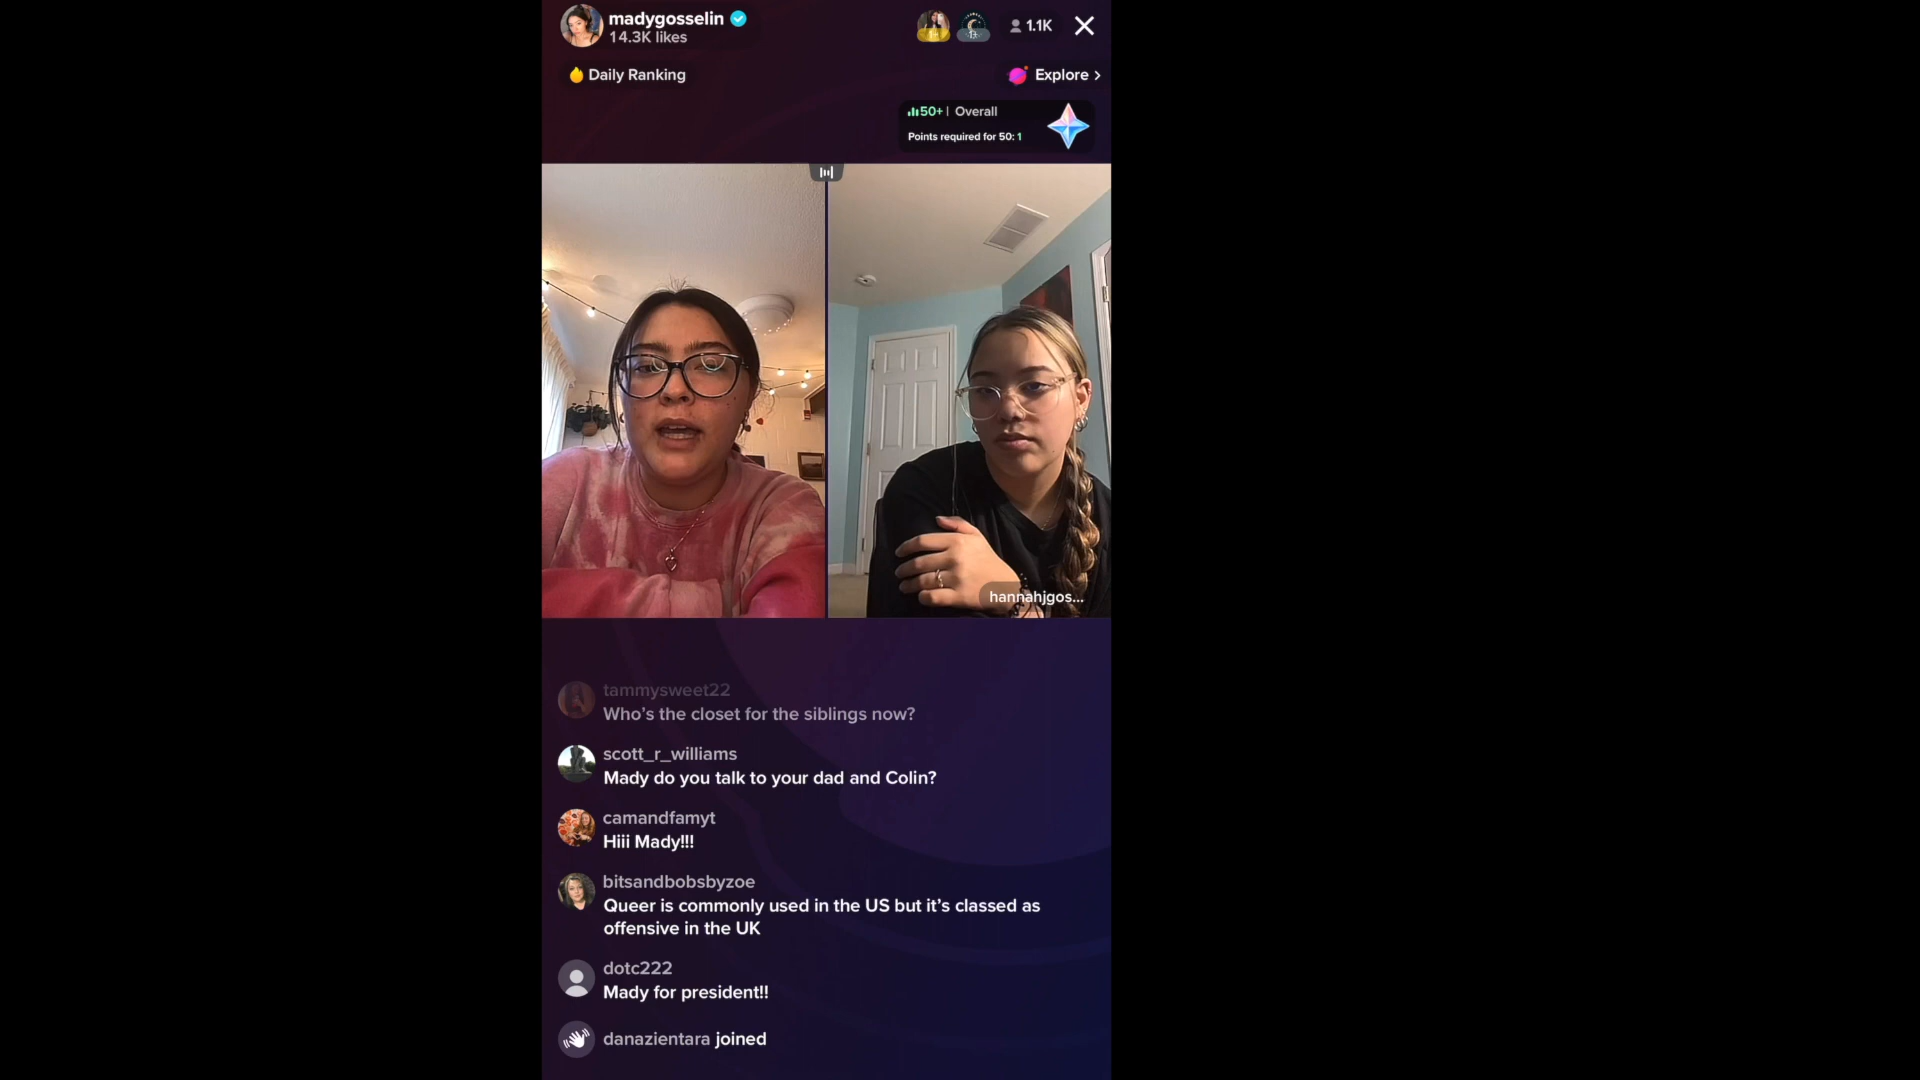 madygosselin
14.3K likes
1.1K
Daily Ranking
Explore >
50+ | Overall
Points required for 50: 1
hannahjgos...
tammysweet22
Who’s the closet for the siblings now?
scott_r_williams
Mady do you talk to your dad and Colin?
camandfamyt
Hiii Mady!!!
bitsandbobsbyzoe
Queer is commonly used in the US but it’s classed as
offensive in the UK
dotc222
Mady for president!!
danazientara joined